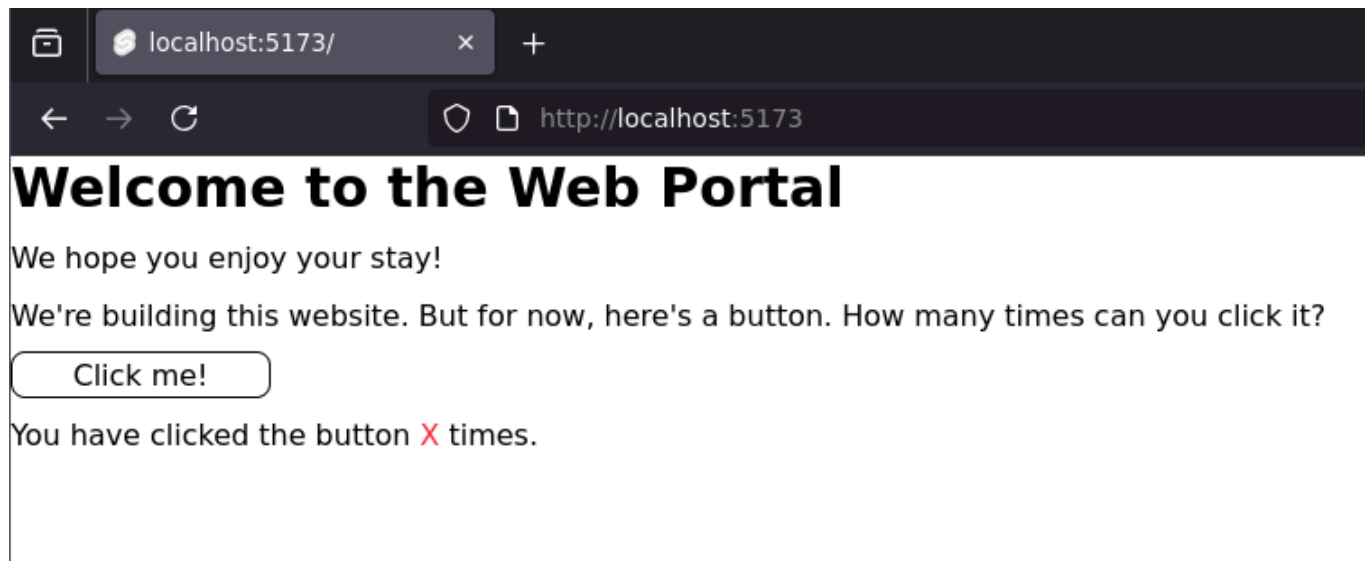 localhost:5173/
http://localhost:5173
Welcome to the Web Portal
We hope you enjoy your stay!
We're building this website. But for now, here's a button. How many times can you click it?
Click me!
You have clicked the button X times.